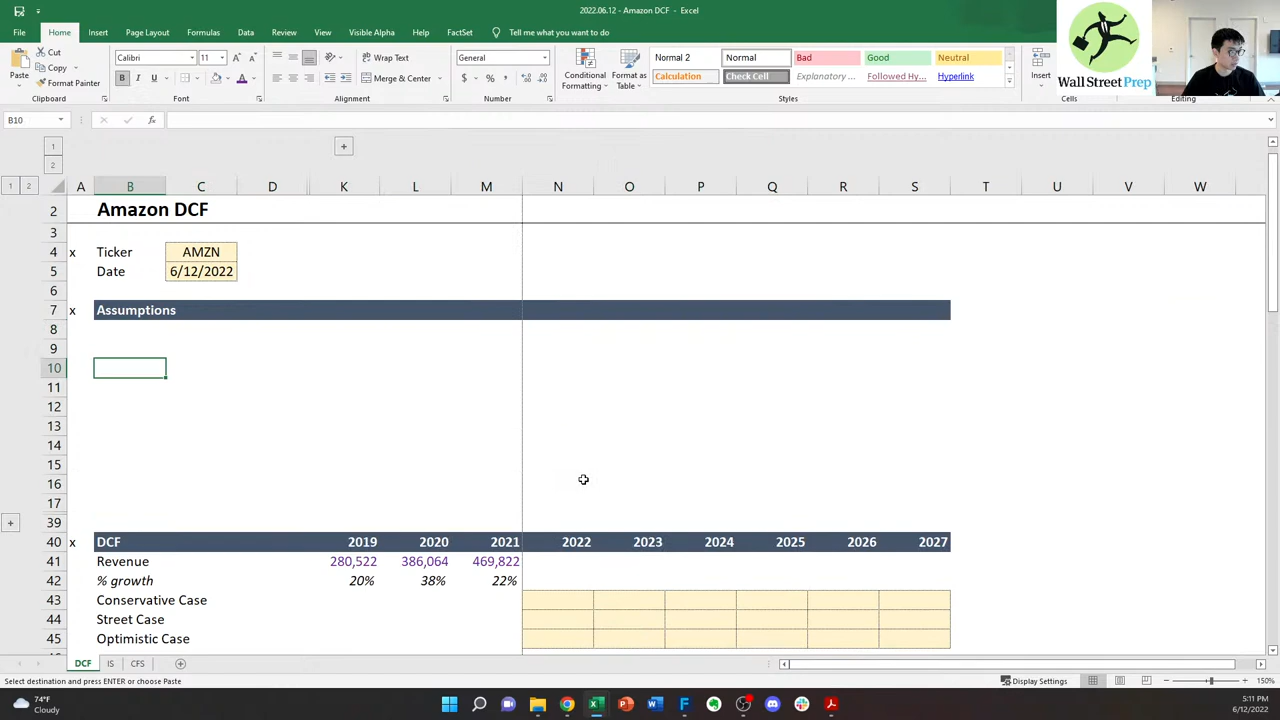 2022.06.12 - Amazon DCF - Excel
File Home Insert Page Layout Formulas Data Review View Visible Alpha Help FactSet Tell me what you want to do
Paste
Cut
Copy
Format Painter
Clipboard
Calibri 11
B I U
Font
Wrap Text
Merge & Center
Alignment
General
$ % 9
Number
Conditional Formatting
Format as Table
Normal 2 Normal Bad Good Neutral
Calculation Check Cell Explanatory ... Followed Hy... Hyperlink
Styles
Insert
Cells
Editing
Wall Street Prep
B10 fx
1
2
1 2 A B C D K L M N O P Q R S T U V W
2 Amazon DCF
3
4 x Ticker AMZN
5 Date 6/12/2022
6
7 x Assumptions
8
9
10
11
12
13
14
15
16
17
39
40 x DCF 2019 2020 2021 2022 2023 2024 2025 2026 2027
41 Revenue 280,522 386,064 469,822
42 % growth 20% 38% 22%
43 Conservative Case
44 Street Case
45 Optimistic Case
DCF IS CFS
Select destination and press ENTER or choose Paste
Display Settings
150%
74°F
Cloudy
5:11 PM
6/12/2022